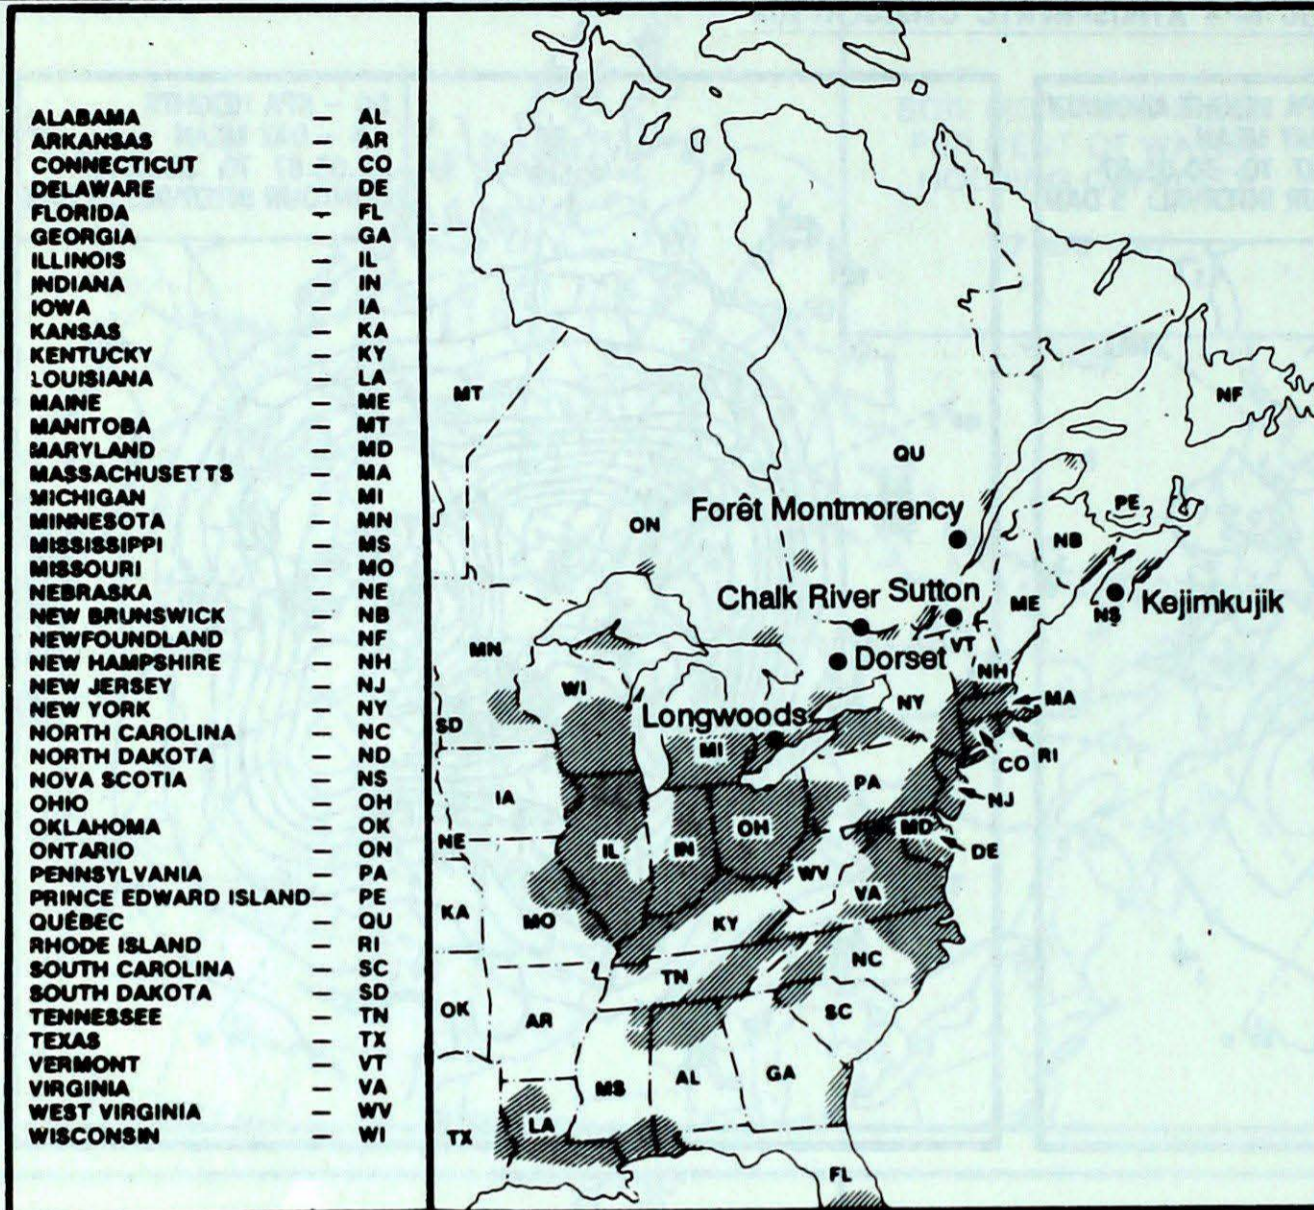 ALABAMA – AL
ARKANSAS – AR
CONNECTICUT – CO
DELAWARE – DE
FLORIDA – FL
GEORGIA – GA
ILLINOIS – IL
INDIANA – IN
IOWA – IA
KANSAS – KA
KENTUCKY – KY
LOUISIANA – LA
MAINE – ME
MANITOBA – MT
MARYLAND – MD
MASSACHUSETTS – MA
MICHIGAN – MI
MINNESOTA – MN
MISSISSIPPI – MS
MISSOURI – MO
NEBRASKA – NE
NEW BRUNSWICK – NB
NEWFOUNDLAND – NF
NEW HAMPSHIRE – NH
NEW JERSEY – NJ
NEW YORK – NY
NORTH CAROLINA – NC
NORTH DAKOTA – ND
NOVA SCOTIA – NS
OHIO – OH
OKLAHOMA – OK
ONTARIO – ON
PENNSYLVANIA – PA
PRINCE EDWARD ISLAND – PE
QUÉBEC – QU
RHODE ISLAND – RI
SOUTH CAROLINA – SC
SOUTH DAKOTA – SD
TENNESSEE – TN
TEXAS – TX
VERMONT – VT
VIRGINIA – VA
WEST VIRGINIA – WV
WISCONSIN – WI
MT
NF
QU
PE
ON
Forêt Montmorency
NB
Chalk River
Sutton
ME
NS
Kejimkujik
MN
VT
Dorset
NH
WI
NY
MA
SD
Longwoods
MI
CO
RI
IA
PA
NJ
NE
IL
IN
OH
MD
DE
WV
VA
KA
MO
KY
TN
NC
OK
AR
SC
MS
AL
GA
TX
LA
FL